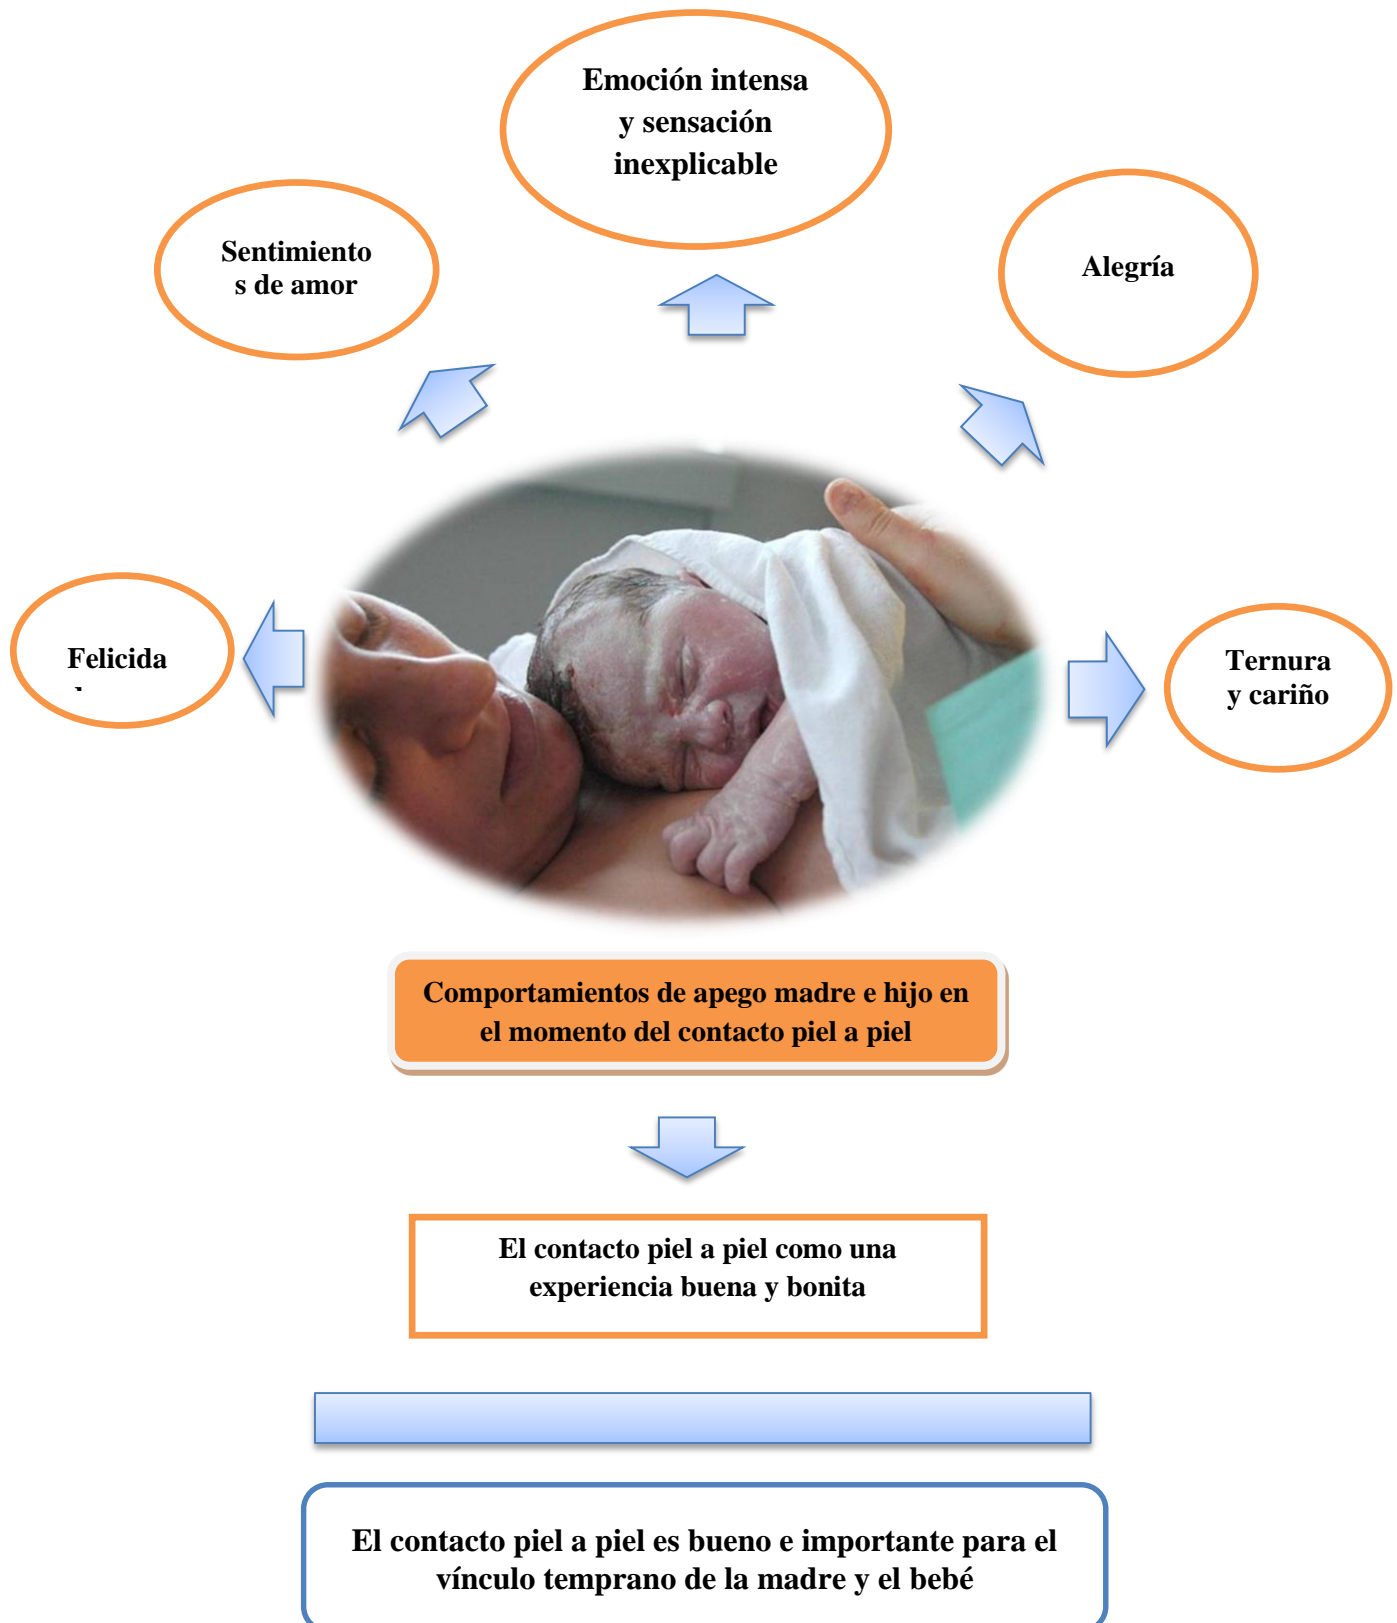 Emoción intensa
y sensación
inexplicable
Sentimiento
s de amor
Alegría
Felicida
Ternura
y cariño
Comportamientos de apego madre e hijo en
el momento del contacto piel a piel
El contacto piel a piel como una
experiencia buena y bonita
El contacto piel a piel es bueno e importante para el
vínculo temprano de la madre y el bebé